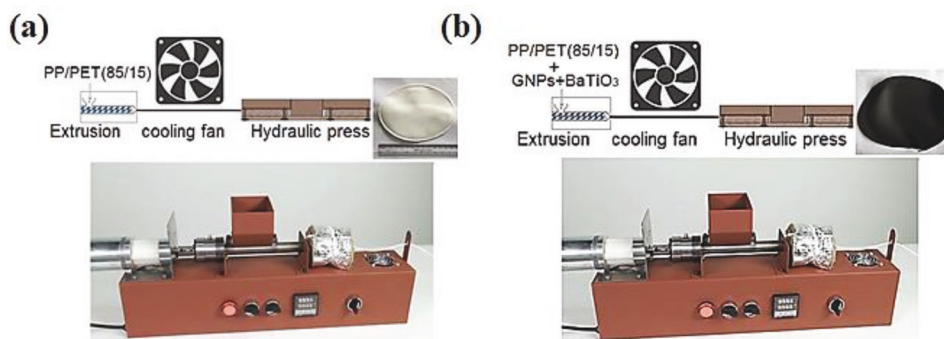 (a)
PP/PET(85/15)
Extrusion cooling fan Hydraulic press
(b)
PP/PET(85/15)
+
GNPs+BaTiO₃
Extrusion cooling fan Hydraulic press